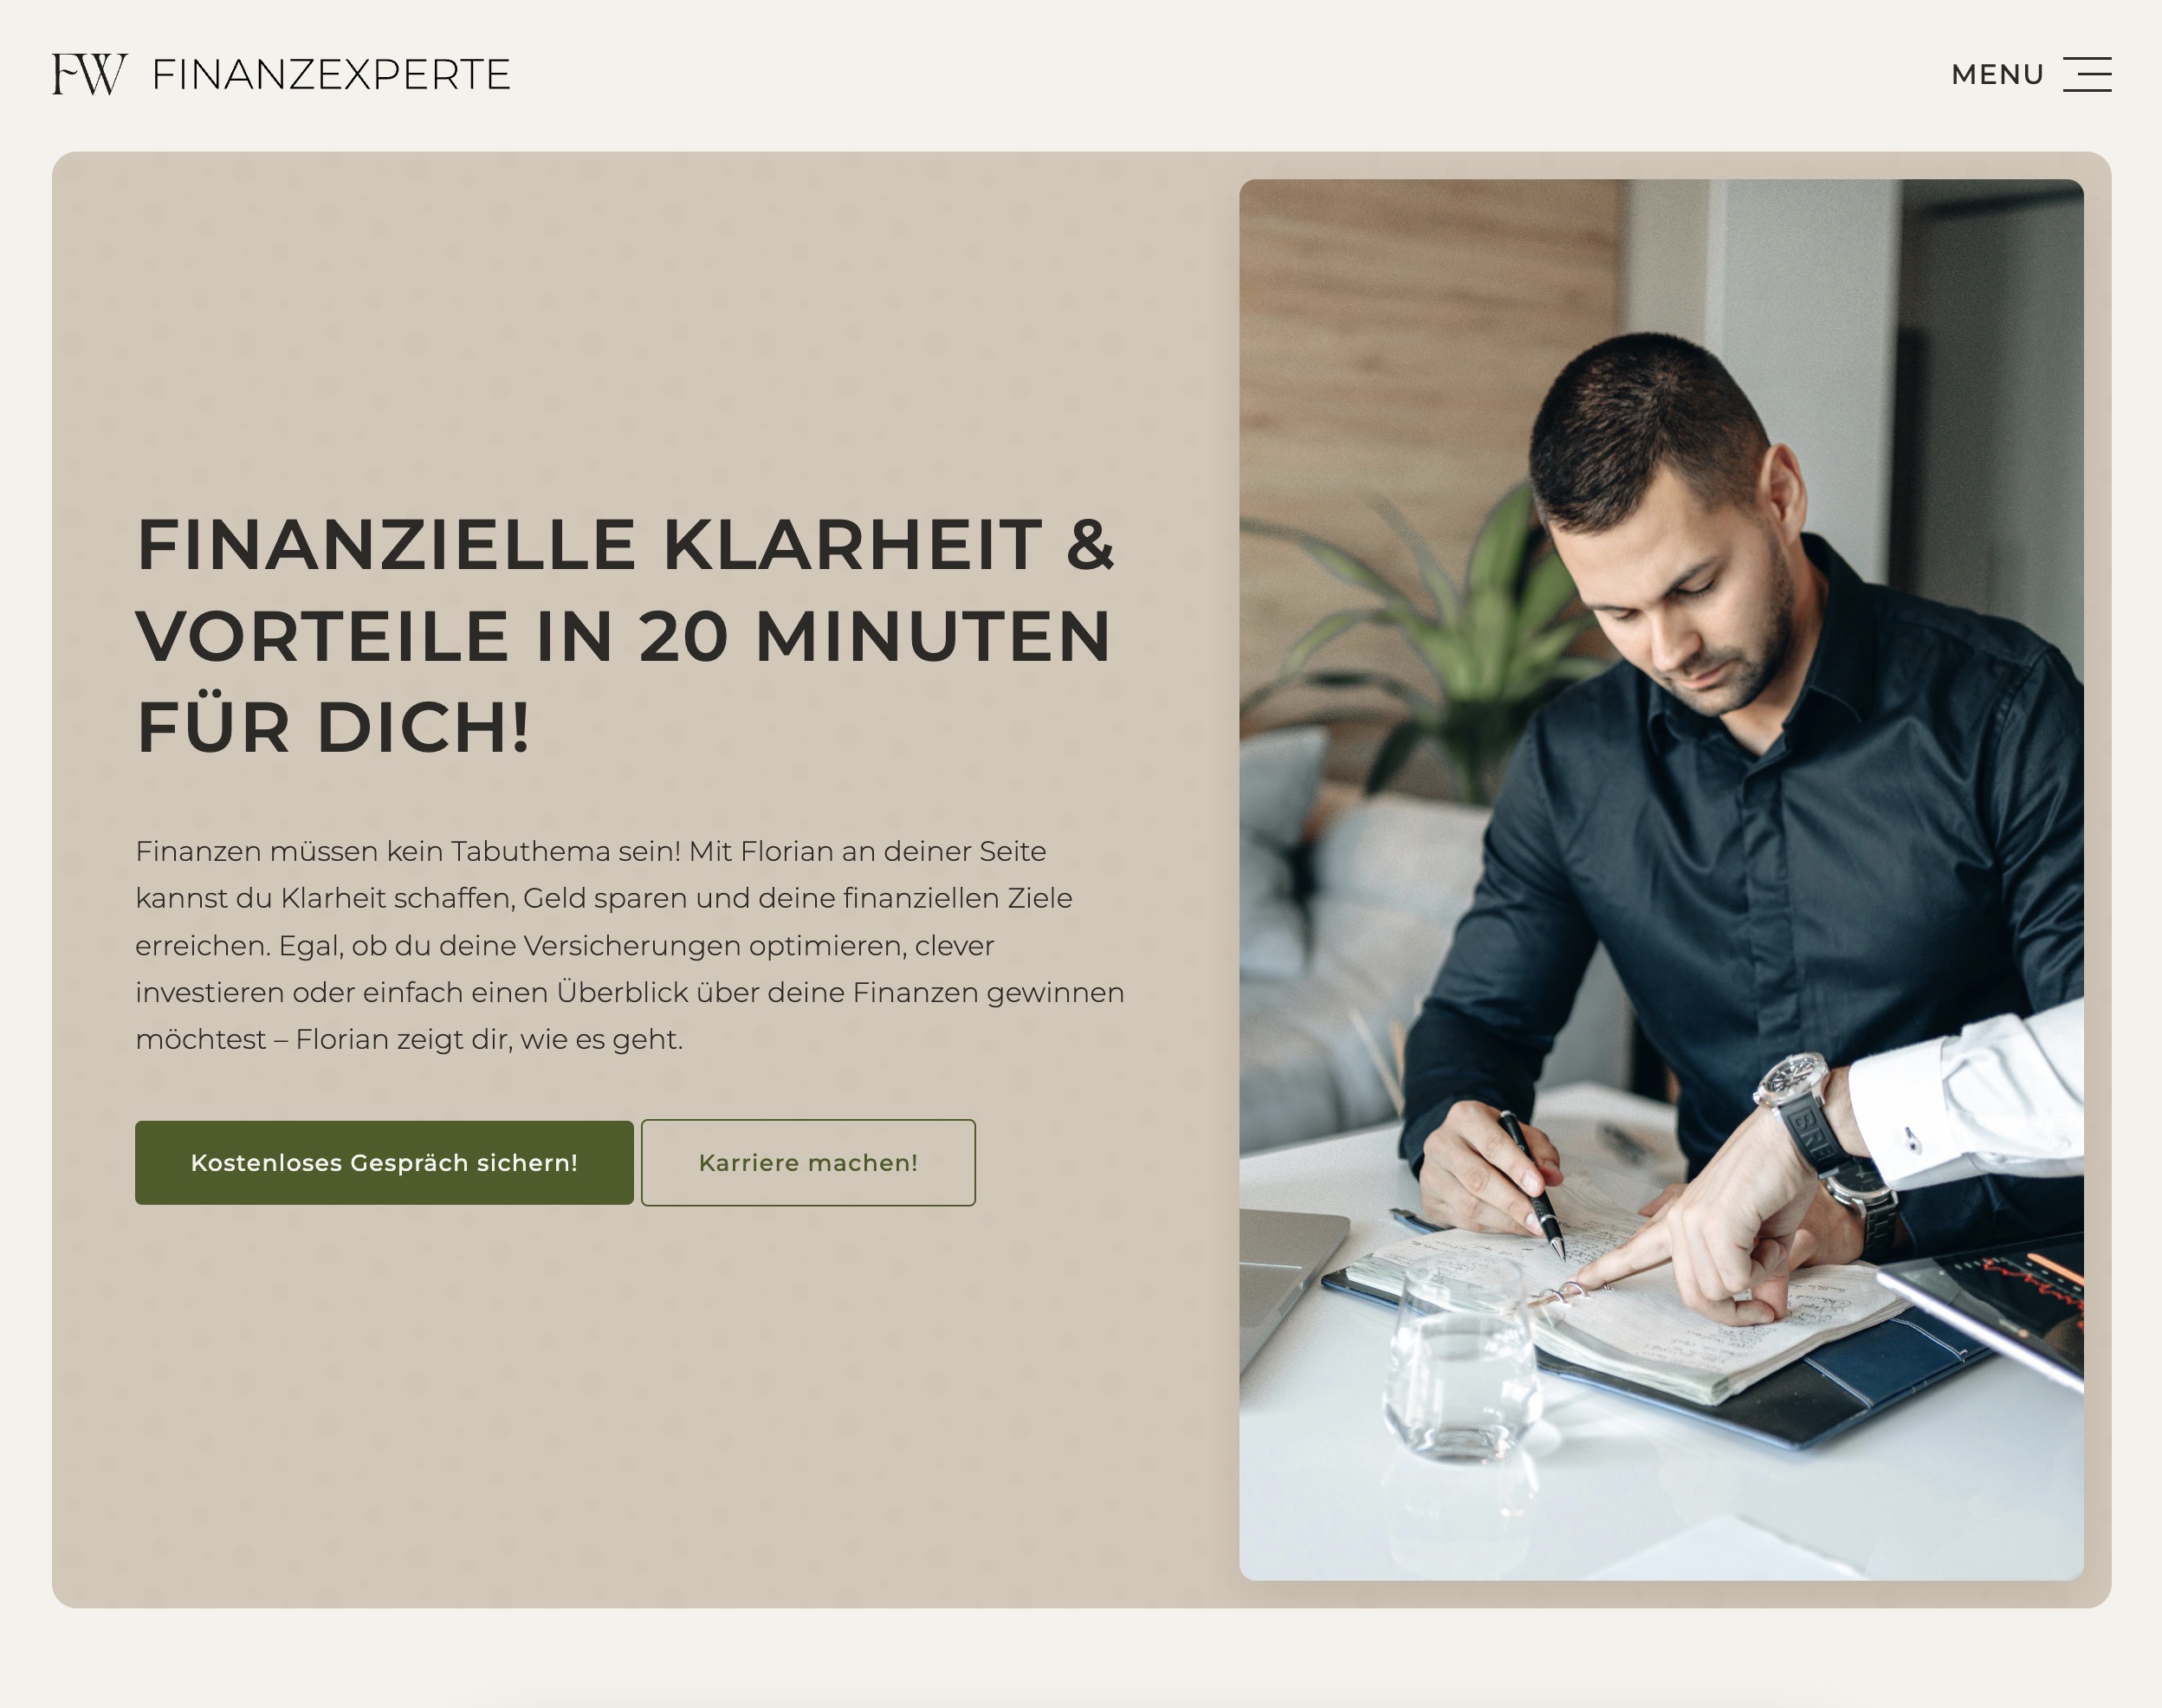 FW FINANZEXPERTE
MENU
FINANZIELLE KLARHEIT &
VORTEILE IN 20 MINUTEN
FÜR DICH!
Finanzen müssen kein Tabuthema sein! Mit Florian an deiner Seite
kannst du Klarheit schaffen, Geld sparen und deine finanziellen Ziele
erreichen. Egal, ob du deine Versicherungen optimieren, clever
investieren oder einfach einen Überblick über deine Finanzen gewinnen
möchtest – Florian zeigt dir, wie es geht.
Kostenloses Gespräch sichern!
Karriere machen!